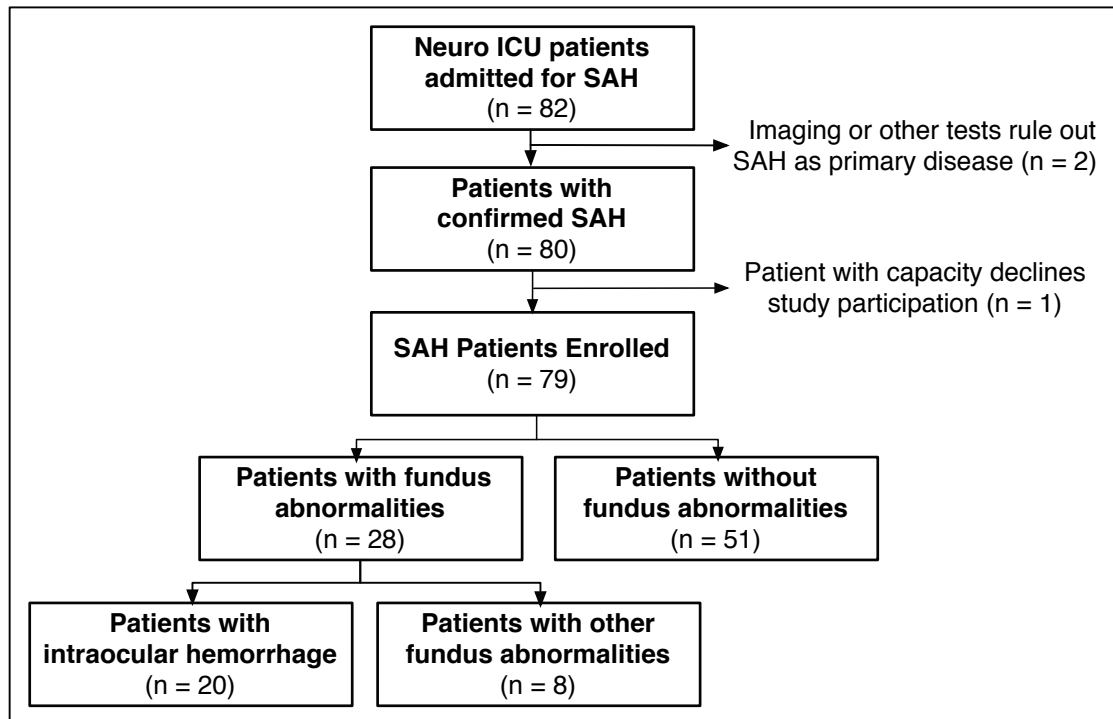 Neuro ICU patients
admitted for SAH
(n = 82)
Imaging or other tests rule out
SAH as primary disease (n = 2)
Patients with
confirmed SAH
(n = 80)
Patient with capacity declines
study participation (n = 1)
SAH Patients Enrolled
(n = 79)
Patients with fundus
abnormalities
(n = 28)
Patients without
fundus abnormalities
(n = 51)
Patients with
intraocular hemorrhage
(n = 20)
Patients with other
fundus abnormalities
(n = 8)